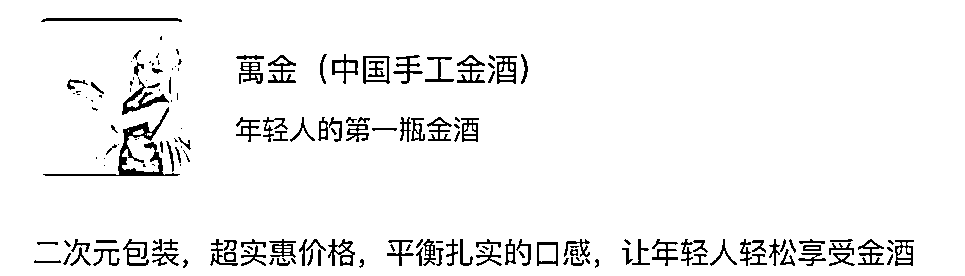 萬金（中国手工金酒）
年轻人的第一瓶金酒
二次元包装，超实惠价格，平衡扎实的口感，让年轻人轻松享受金酒